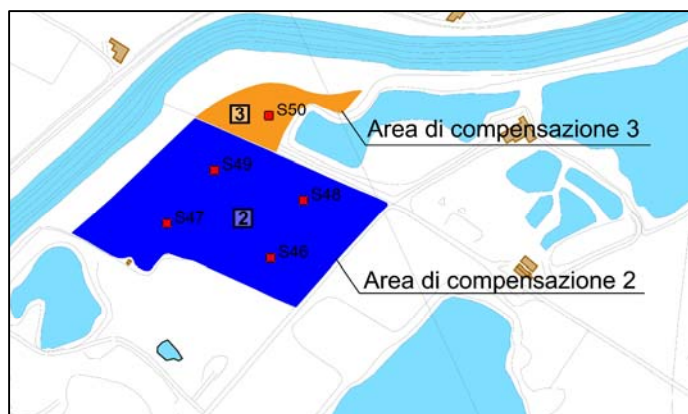 3
S50
Area di compensazione 3
S49
S48
S47
2
S46
Area di compensazione 2